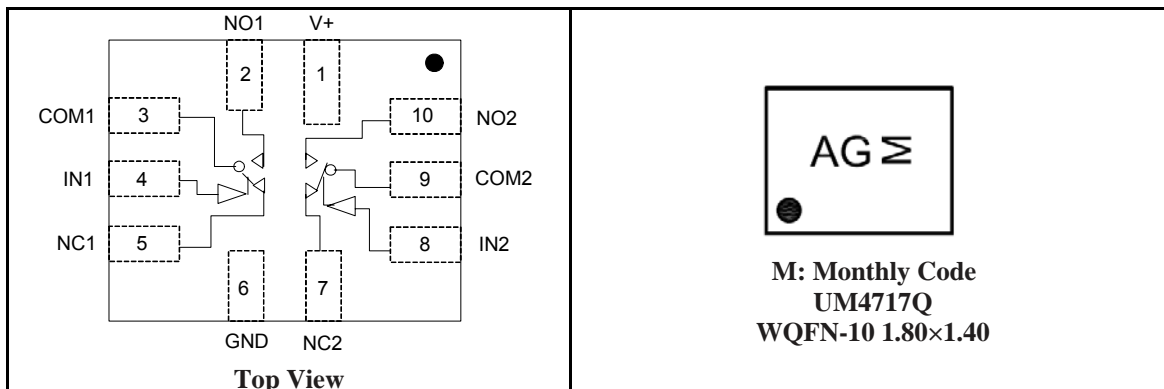 NO1 V+
2 1
COM1 3 10 NO2
IN1 4 9 COM2
NC1 5 8 IN2
6 7
GND NC2
Top View
AG M
M: Monthly Code
UM4717Q
WQFN-10 1.80×1.40